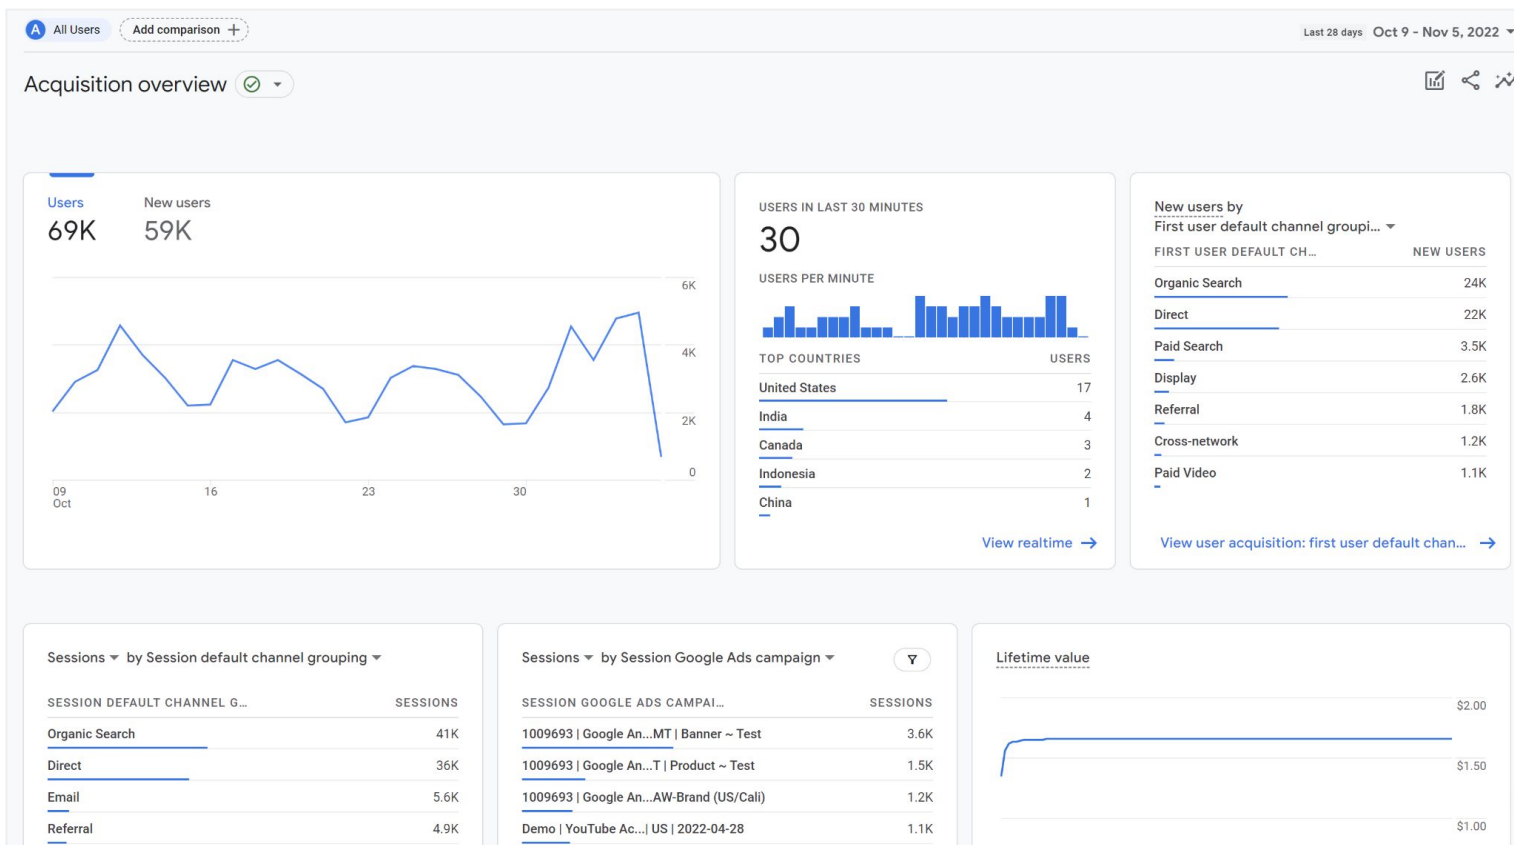 A All Users Add comparison +
Last 28 days Oct 9 - Nov 5, 2022
Acquisition overview
Users
69K
New users
59K
6K
4K
2K
0
09
Oct
16
23
30
USERS IN LAST 30 MINUTES
30
USERS PER MINUTE
TOP COUNTRIES USERS
United States 17
India 4
Canada 3
Indonesia 2
China 1
View realtime
New users by
First user default channel groupi...
FIRST USER DEFAULT CH... NEW USERS
Organic Search 24K
Direct 22K
Paid Search 3.5K
Display 2.6K
Referral 1.8K
Cross-network 1.2K
Paid Video 1.1K
View user acquisition: first user default chan...
Sessions by Session default channel grouping
SESSION DEFAULT CHANNEL G... SESSIONS
Organic Search 41K
Direct 36K
Email 5.6K
Referral 4.9K
Sessions by Session Google Ads campaign
SESSION GOOGLE ADS CAMPAI... SESSIONS
1009693 | Google An...MT | Banner ~ Test 3.6K
1009693 | Google An...T | Product ~ Test 1.5K
1009693 | Google An...AW-Brand (US/Cali) 1.2K
Demo | YouTube Ac...| US | 2022-04-28 1.1K
Lifetime value
$2.00
$1.50
$1.00